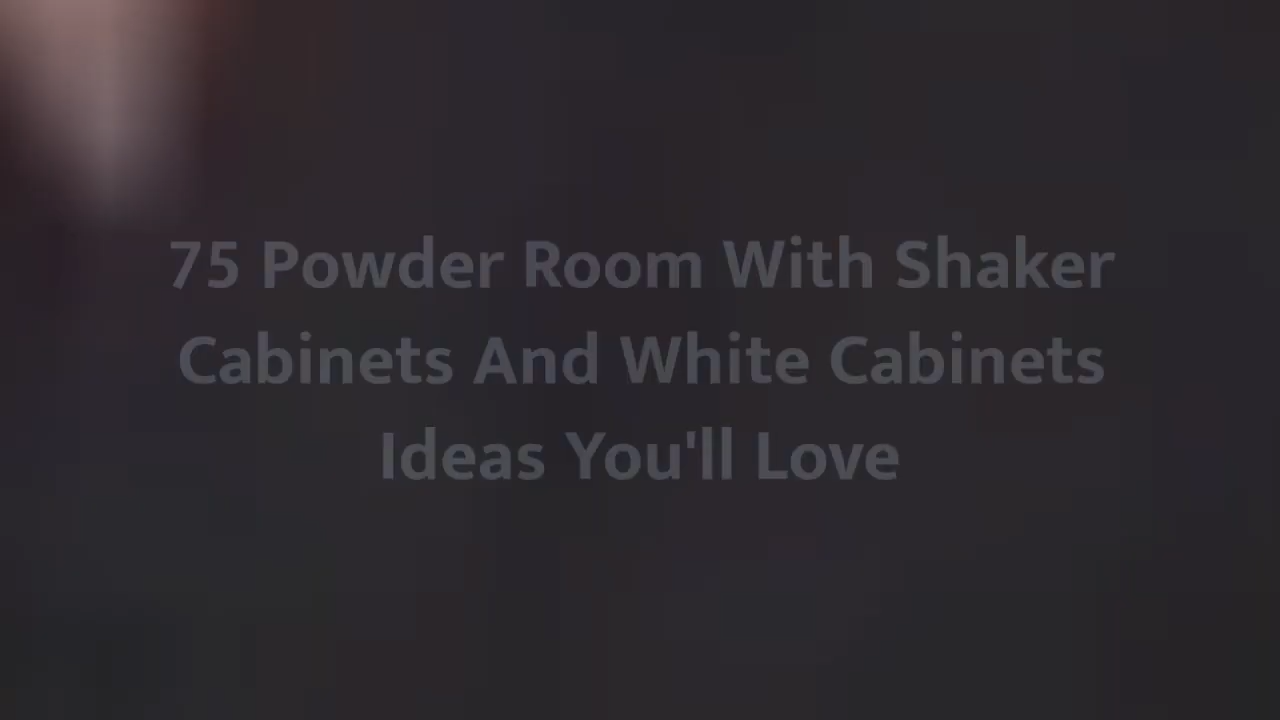 75 Powder Room With Shaker
Cabinets And White Cabinets
Ideas You'll Love